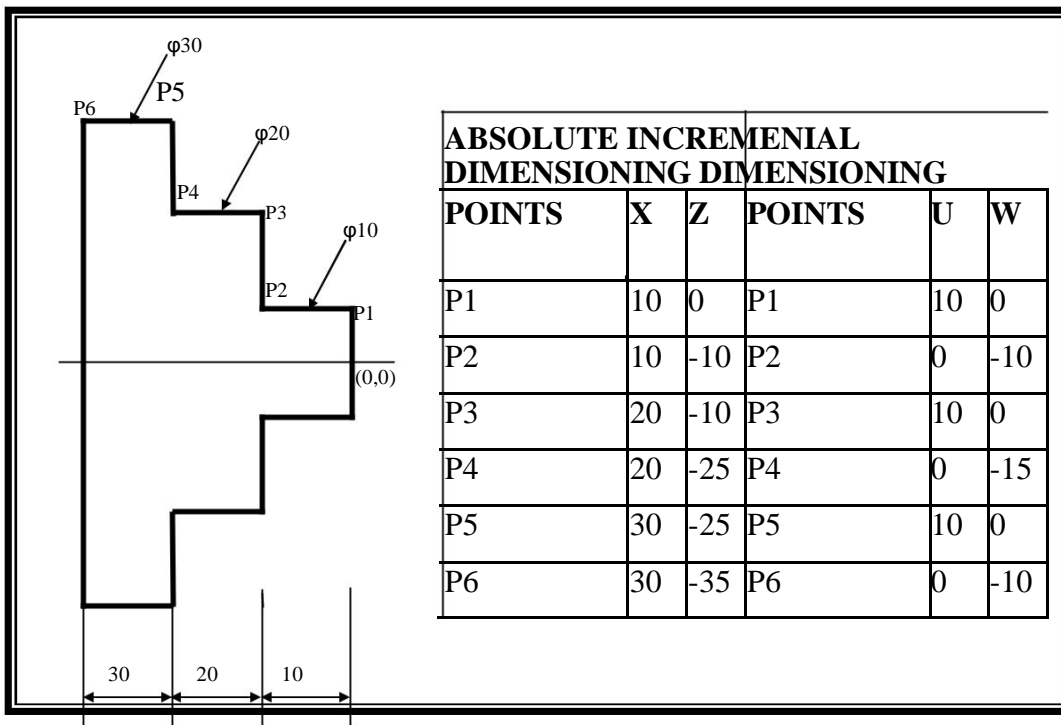 φ30
P5
P6
φ20
P4
P3
φ10
P2
P1
(0,0)
30 20 10
ABSOLUTE INCREMENIAL
DIMENSIONING DIMENSIONING
POINTS X Z POINTS U W
P1 10 0 P1 10 0
P2 10 -10 P2 0 -10
P3 20 -10 P3 10 0
P4 20 -25 P4 0 -15
P5 30 -25 P5 10 0
P6 30 -35 P6 0 -10